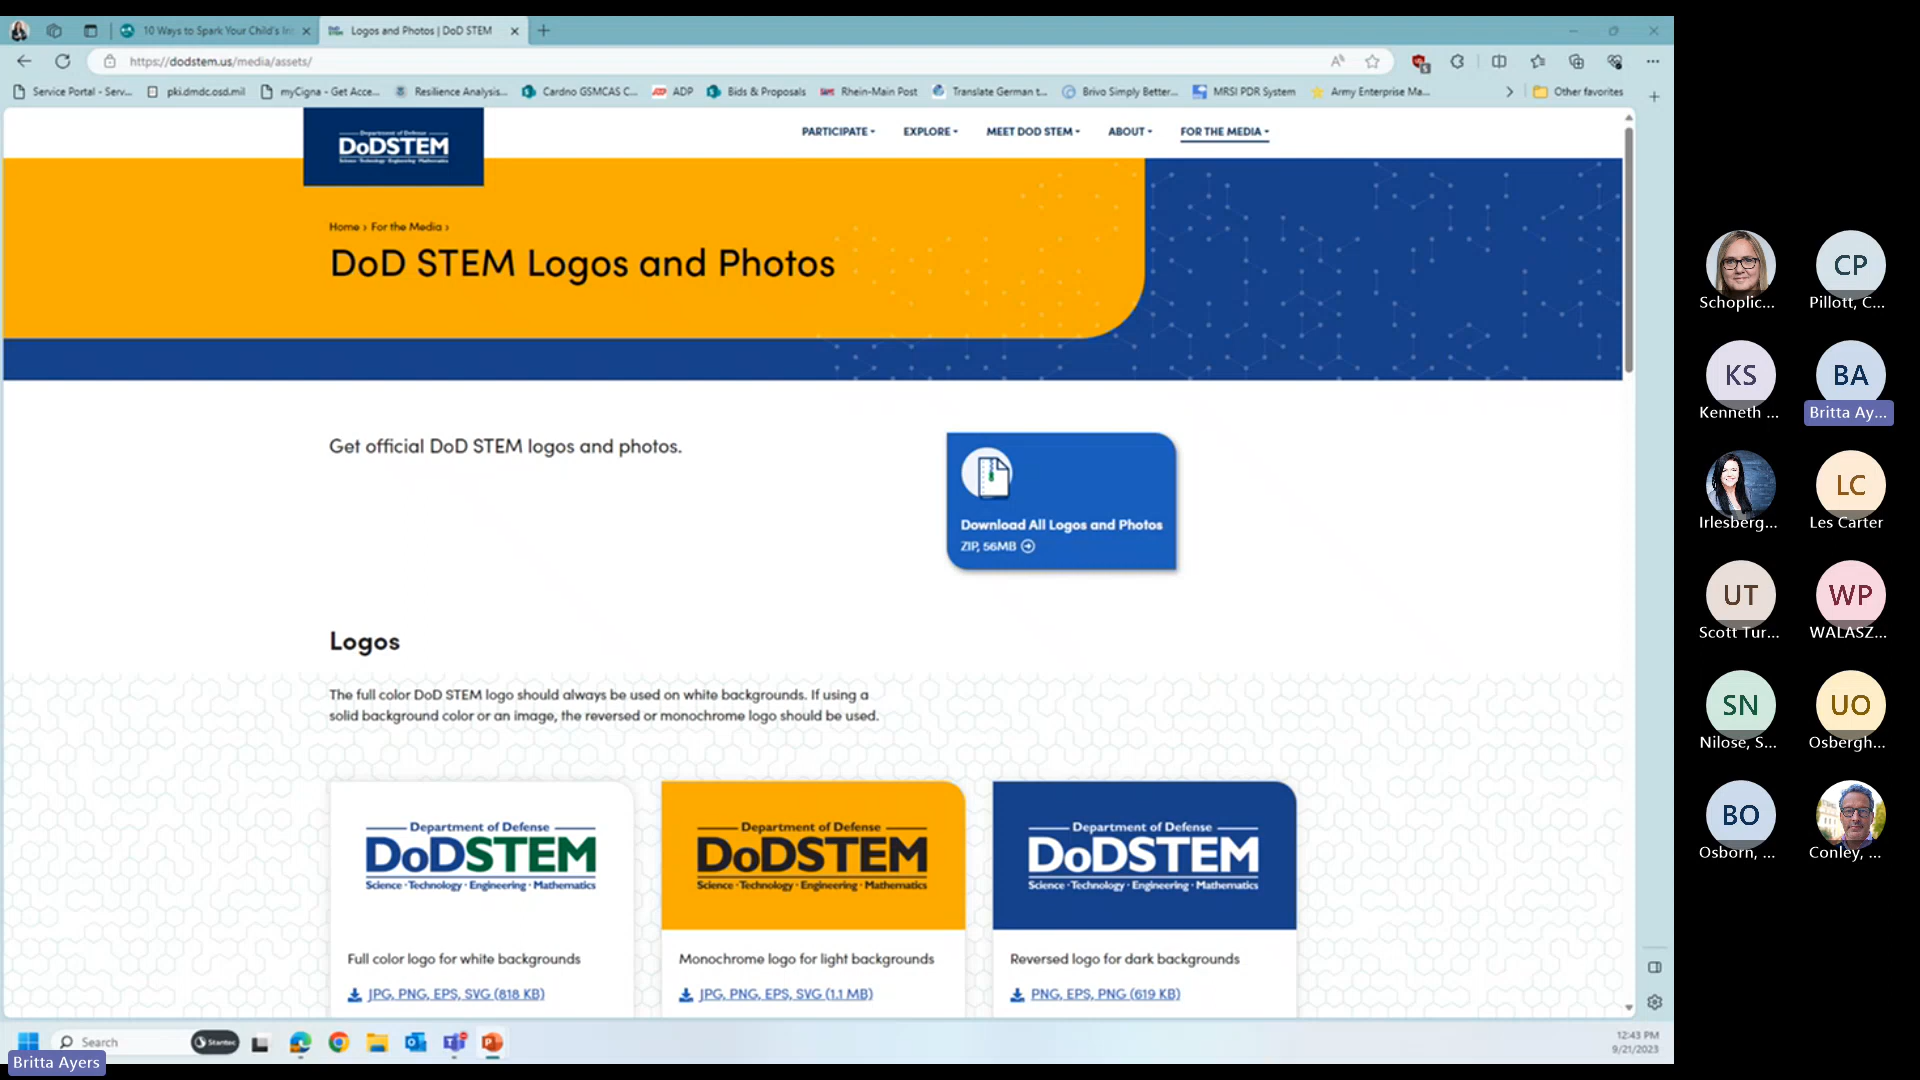 10 Ways to Spark Your Child's In
Logos and Photos | DoD STEM
https://dodstem.us/media/assets/
Service Portal - Serv...
pki.dmdc.osd.mil
myCigna - Get Acce...
Resilience Analysis...
Cardno GSMCAS C...
ADP
Bids & Proposals
Rhein-Main Post
Translate German t...
Brivo Simply Better...
MRSI PDR System
Army Enterprise Ma...
Other favorites
Department of Defense
DoDSTEM
Science · Technology · Engineering · Mathematics
PARTICIPATE
EXPLORE
MEET DOD STEM
ABOUT
FOR THE MEDIA
Home › For the Media ›
DoD STEM Logos and Photos
Get official DoD STEM logos and photos.
Download All Logos and Photos
ZIP, 56MB
Logos
The full color DoD STEM logo should always be used on white backgrounds. If using a
solid background color or an image, the reversed or monochrome logo should be used.
Department of Defense
DoDSTEM
Science · Technology · Engineering · Mathematics
Full color logo for white backgrounds
JPG, PNG, EPS, SVG (818 KB)
Department of Defense
DoDSTEM
Science · Technology · Engineering · Mathematics
Monochrome logo for light backgrounds
JPG, PNG, EPS, SVG (1.1 MB)
Department of Defense
DoDSTEM
Science · Technology · Engineering · Mathematics
Reversed logo for dark backgrounds
PNG, EPS, PNG (619 KB)
Search
Stantec
12:43 PM
9/21/2023
Britta Ayers
Schoplic...
CP
Pillott, C...
KS
Kenneth ...
BA
Britta Ay...
Irlesberg...
LC
Les Carter
UT
Scott Tur...
WP
WALASZ...
SN
Nilose, S...
UO
Osbergh...
BO
Osborn, ...
Conley, ...